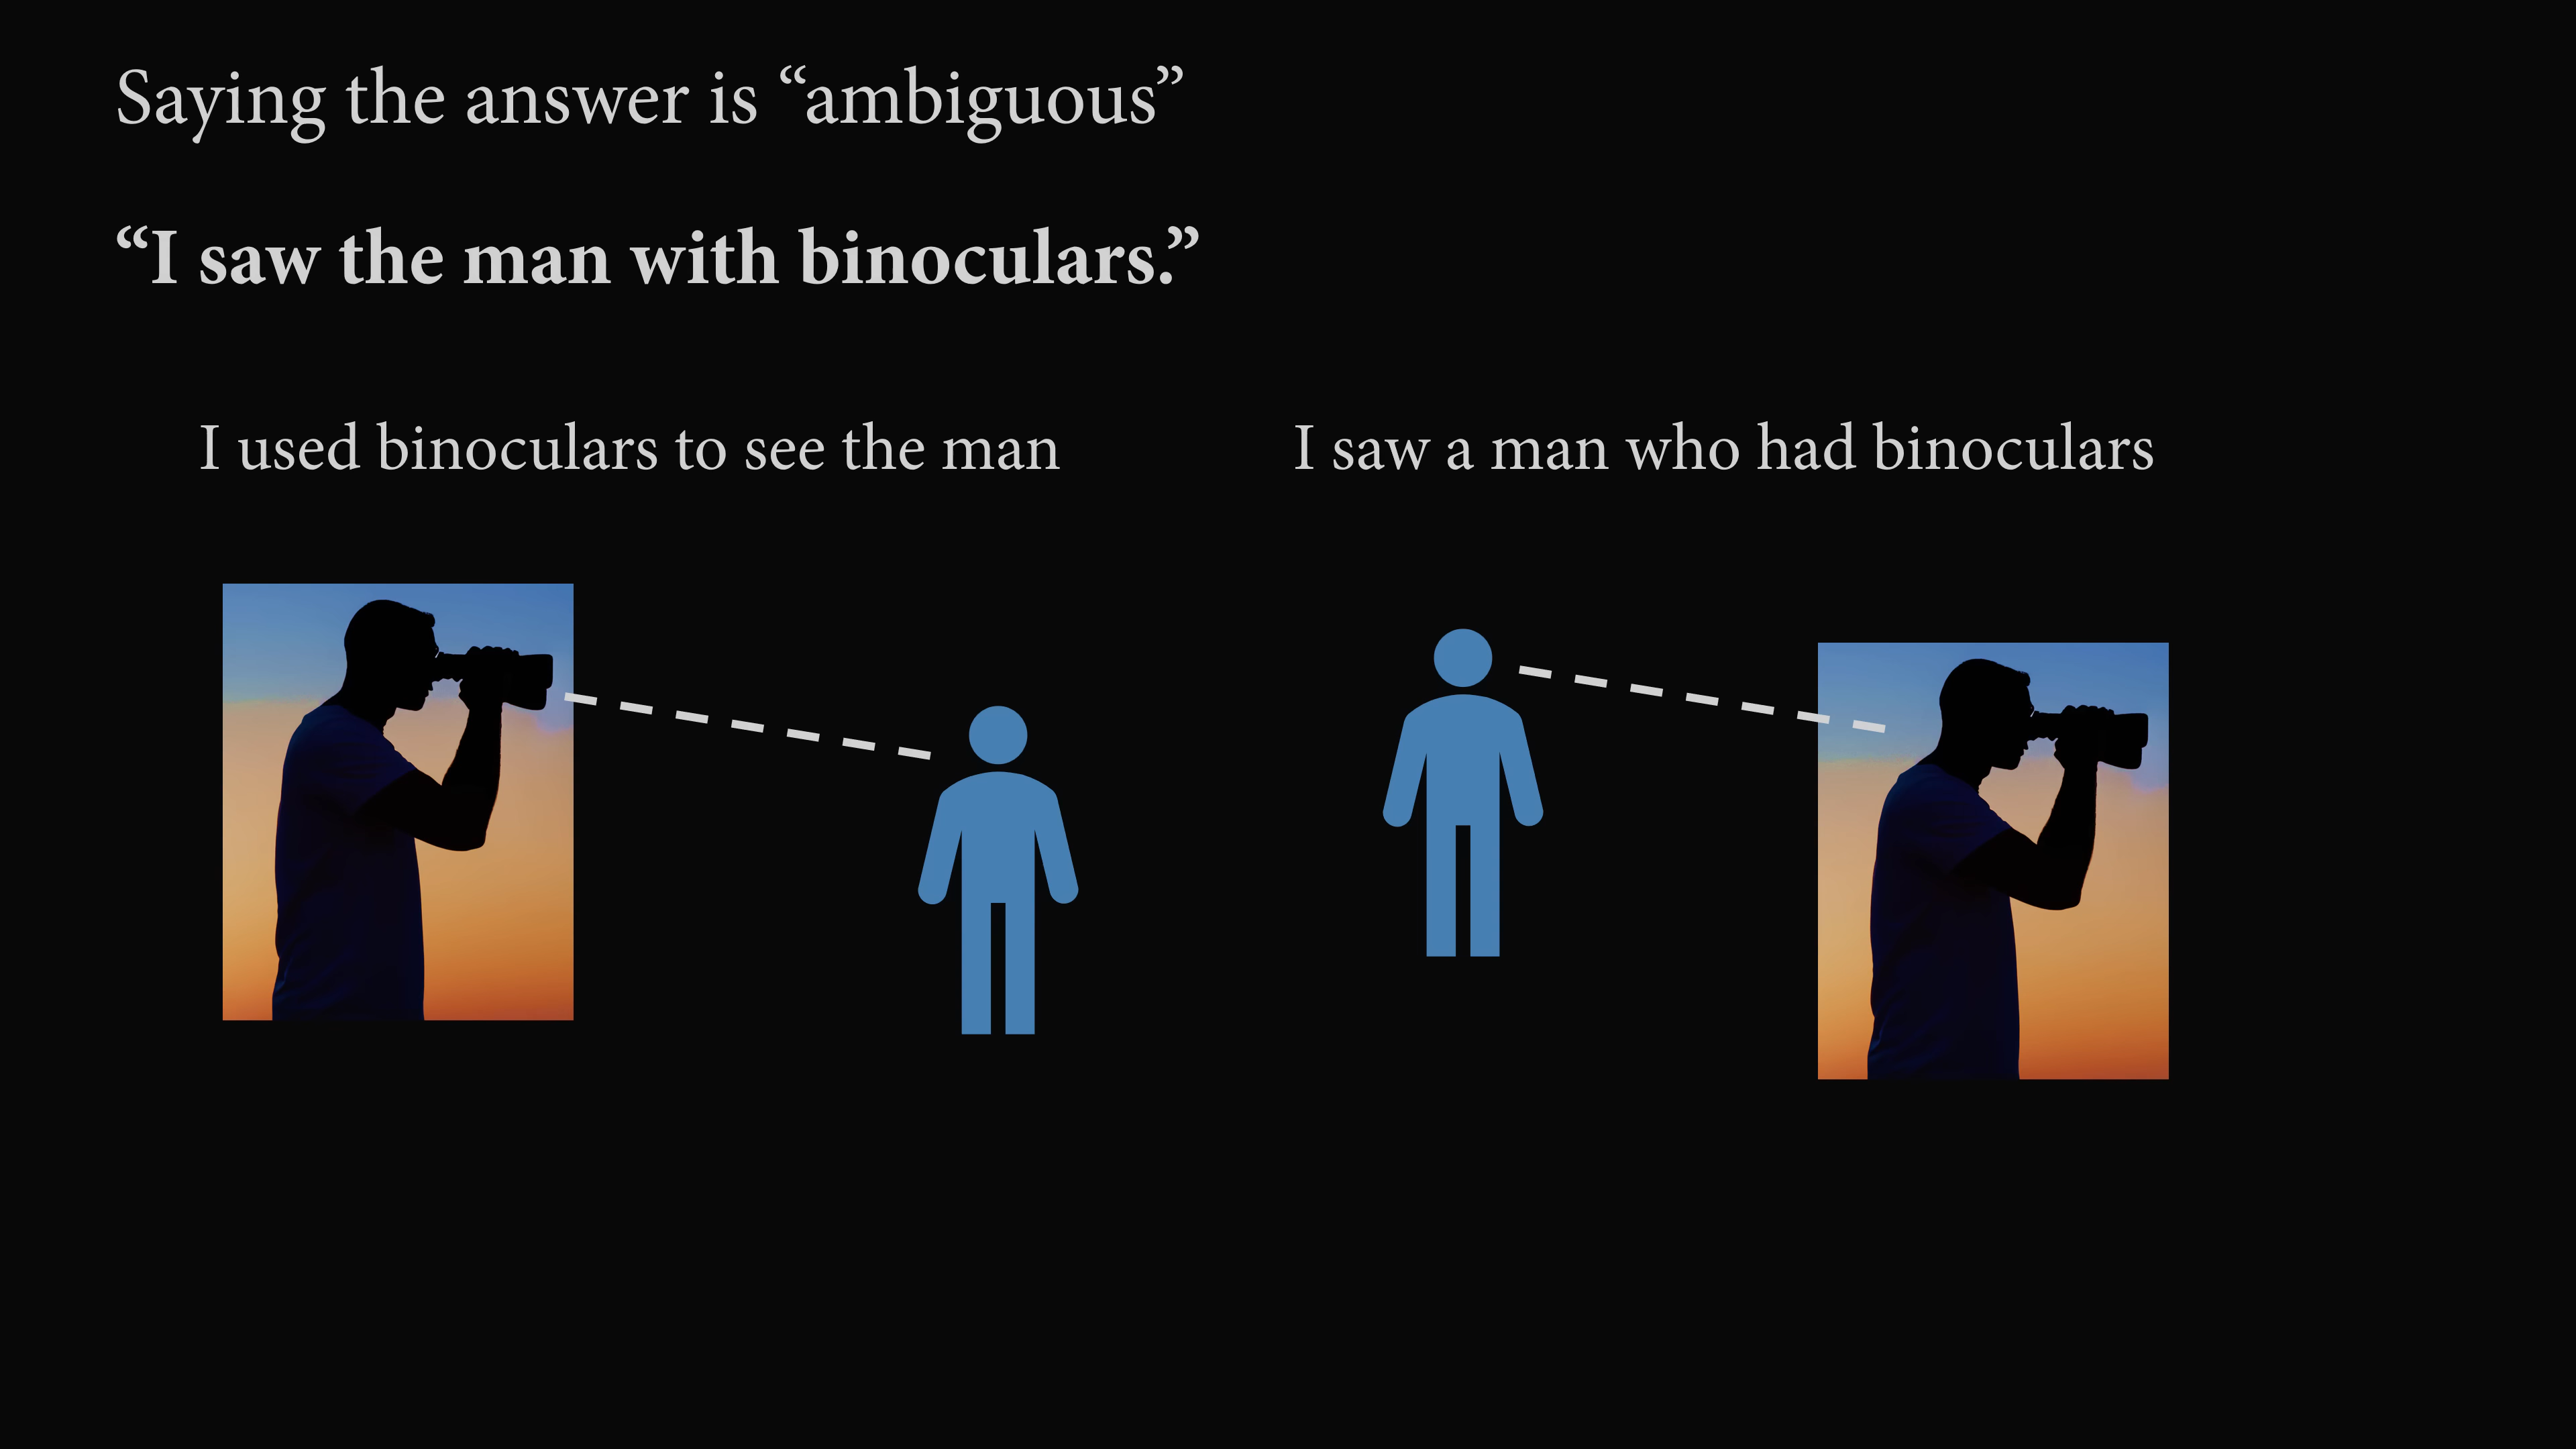 Saying the answer is “ambiguous”
“I saw the man with binoculars.”
I used binoculars to see the man
I saw a man who had binoculars